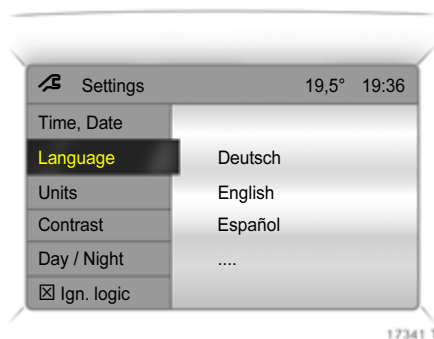 Settings 19,5° 19:36
Time, Date
Language Deutsch
Units English
Contrast Español
Day / Night ....
☒ Ign. logic
17341 T